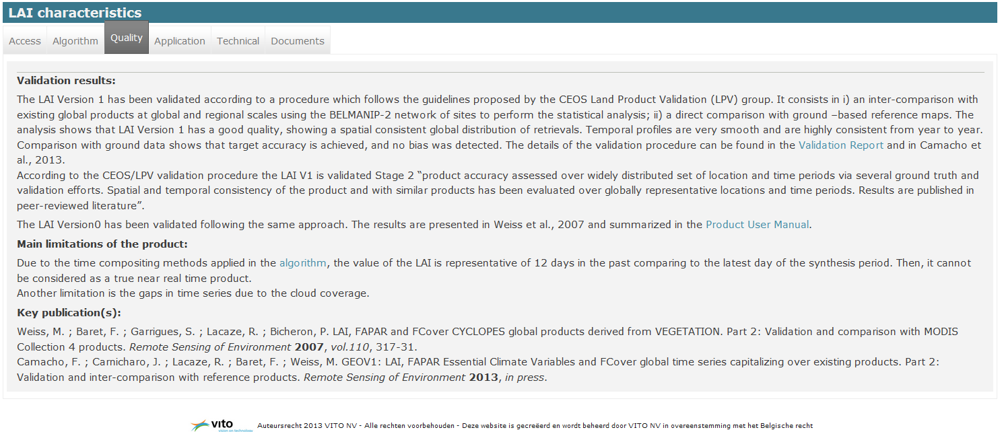 LAI characteristics
Access Algorithm Quality Application Technical Documents
Validation results:
The LAI Version 1 has been validated according to a procedure which follows the guidelines proposed by the CEOS Land Product Validation (LPV) group. It consists in i) an inter-comparison with
existing global products at global and regional scales using the BELMANIP-2 network of sites to perform the statistical analysis; ii) a direct comparison with ground –based reference maps. The
analysis shows that LAI Version 1 has a good quality, showing a spatial consistent global distribution of retrievals. Temporal profiles are very smooth and are highly consistent from year to year.
Comparison with ground data shows that target accuracy is achieved, and no bias was detected. The details of the validation procedure can be found in the Validation Report and in Camacho et
al., 2013.
According to the CEOS/LPV validation procedure the LAI V1 is validated Stage 2 “product accuracy assessed over widely distributed set of location and time periods via several ground truth and
validation efforts. Spatial and temporal consistency of the product and with similar products has been evaluated over globally representative locations and time periods. Results are published in
peer-reviewed literature”.
The LAI Version0 has been validated following the same approach. The results are presented in Weiss et al., 2007 and summarized in the Product User Manual.
Main limitations of the product:
Due to the time compositing methods applied in the algorithm, the value of the LAI is representative of 12 days in the past comparing to the latest day of the synthesis period. Then, it cannot
be considered as a true near real time product.
Another limitation is the gaps in time series due to the cloud coverage.
Key publication(s):
Weiss, M. ; Baret, F. ; Garrigues, S. ; Lacaze, R. ; Bicheron, P. LAI, FAPAR and FCover CYCLOPES global products derived from VEGETATION. Part 2: Validation and comparison with MODIS
Collection 4 products. Remote Sensing of Environment 2007, vol.110, 317-31.
Camacho, F. ; Carnicharo, J. ; Lacaze, R. ; Baret, F. ; Weiss, M. GEOV1: LAI, FAPAR Essential Climate Variables and FCover global time series capitalizing over existing products. Part 2:
Validation and inter-comparison with reference products. Remote Sensing of Environment 2013, in press.
vito
vision on technology
Auteursrecht 2013 VITO NV - Alle rechten voorbehouden - Deze website is gecreëerd en wordt beheerd door VITO NV in overeenstemming met het Belgische recht